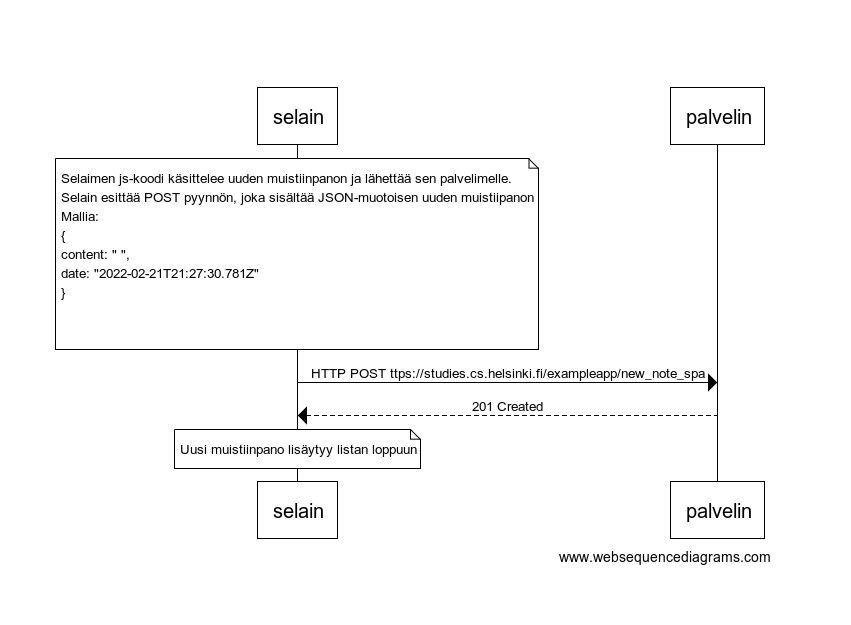 selain
palvelin
Selaimen js-koodi käsittelee uuden muistiinpanon ja lähettää sen palvelimelle.
Selain esittää POST pyynnön, joka sisältää JSON-muotoisen uuden muistiipanon
Mallia:
{
content: " ",
date: "2022-02-21T21:27:30.781Z"
}
HTTP POST ttps://studies.cs.helsinki.fi/exampleapp/new_note_spa
201 Created
Uusi muistiinpano lisäytyy listan loppuun
selain
palvelin
www.websequencediagrams.com